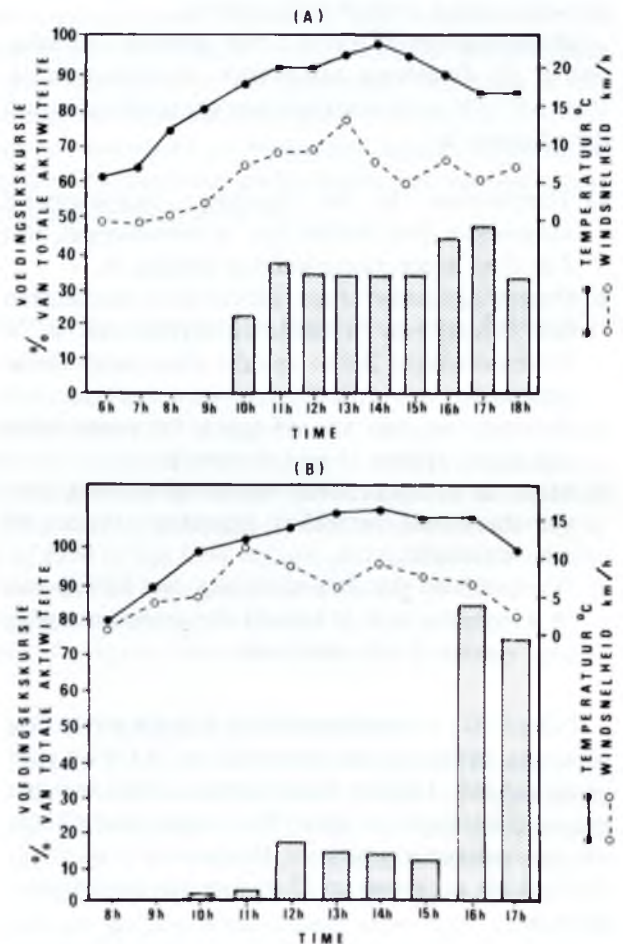 (A)
VOEDINGSEKSKURSIE
% VAN TOTALE AKTIWITEITE
100
90
80
70
60
50
40
30
20
10
0
20
15
10
5
0
TEMPERATUUR °C
WINDSNELHEID km/h
6h 7h 8h 9h 10h 11h 12h 13h 14h 15h 16h 17h 18h
TIME
(B)
VOEDINGSEKSKURSIE
% VAN TOTALE AKTIWITEITE
100
90
80
70
60
50
40
30
20
10
0
15
10
5
0
TEMPERATUUR °C
WINDSNELHEID km/h
8h 9h 10h 11h 12h 13h 14h 15h 16h 17h
TIME